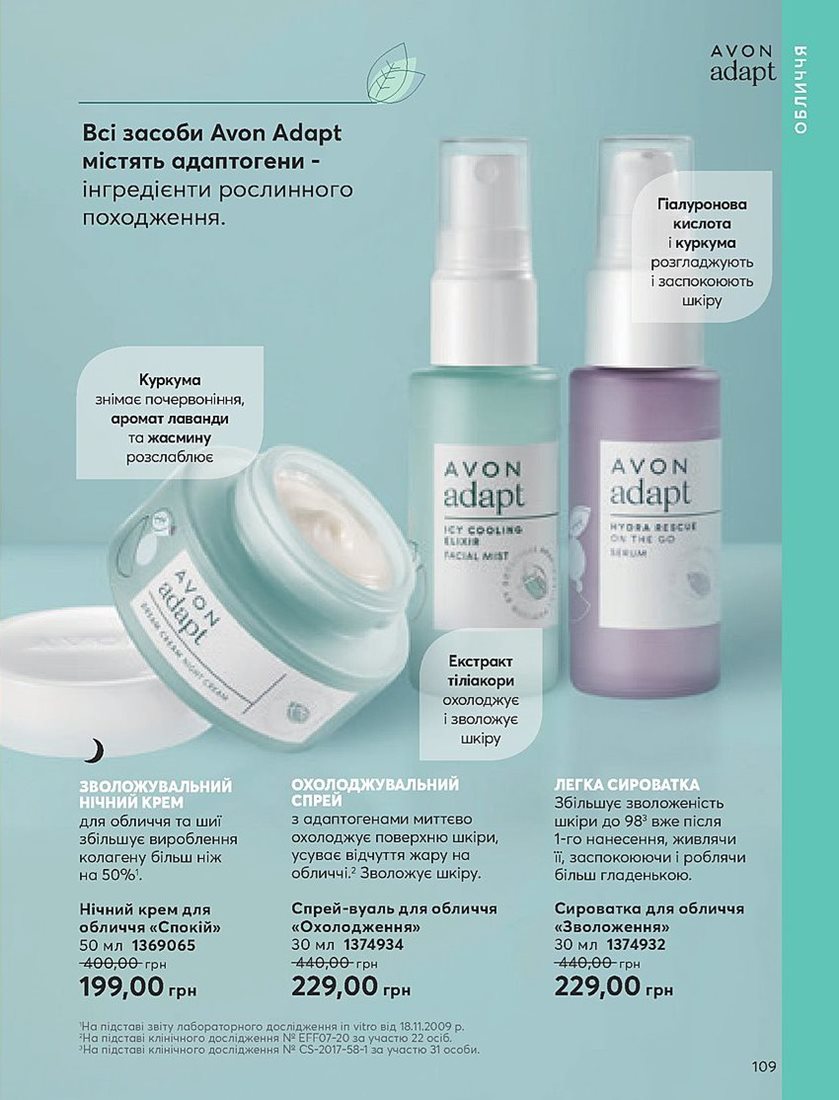 AVON
adapt
ОБЛИЧЧЯ
Всі засоби Avon Adapt
містять адаптогени -
інгредієнти рослинного
походження.
Гіалуронова
кислота
і куркума
розгладжують
і заспокоюють
шкіру
Куркума
знімає почервоніння,
аромат лаванди
та жасмину
розслаблює
AVON
adapt
ICY COOLING
ELIXIR
FACIAL MIST
AVON
adapt
HYDRA RESCUE
ON THE GO
SERUM
AVON
AVON
adapt
DREAM CREAM NIGHT CREAM
Екстракт
тіліакори
охолоджує
і зволожує
шкіру
ЗВОЛОЖУВАЛЬНИЙ
НІЧНИЙ КРЕМ
для обличчя та шиї
збільшує вироблення
колагену більш ніж
на 50%¹.
Нічний крем для
обличчя «Спокій»
50 мл 1369065
400,00 грн
199,00 грн
ОХОЛОДЖУВАЛЬНИЙ
СПРЕЙ
з адаптогенами миттєво
охолоджує поверхню шкіри,
усуває відчуття жару на
обличчі.² Зволожує шкіру.
Спрей-вуаль для обличчя
«Охолодження»
30 мл 1374934
440,00 грн
229,00 грн
ЛЕГКА СИРОВАТКА
Збільшує зволоженість
шкіри до 98³ вже після
1-го нанесення, живлячи
її, заспокоюючи і роблячи
більш гладенькою.
Сироватка для обличчя
«Зволоження»
30 мл 1374932
440,00 грн
229,00 грн
¹На підставі звіту лабораторного дослідження in vitro від 18.11.2009 р.
²На підставі клінічного дослідження № EFF07-20 за участю 22 осіб.
³На підставі клінічного дослідження № CS-2017-58-1 за участю 31 особи.
109